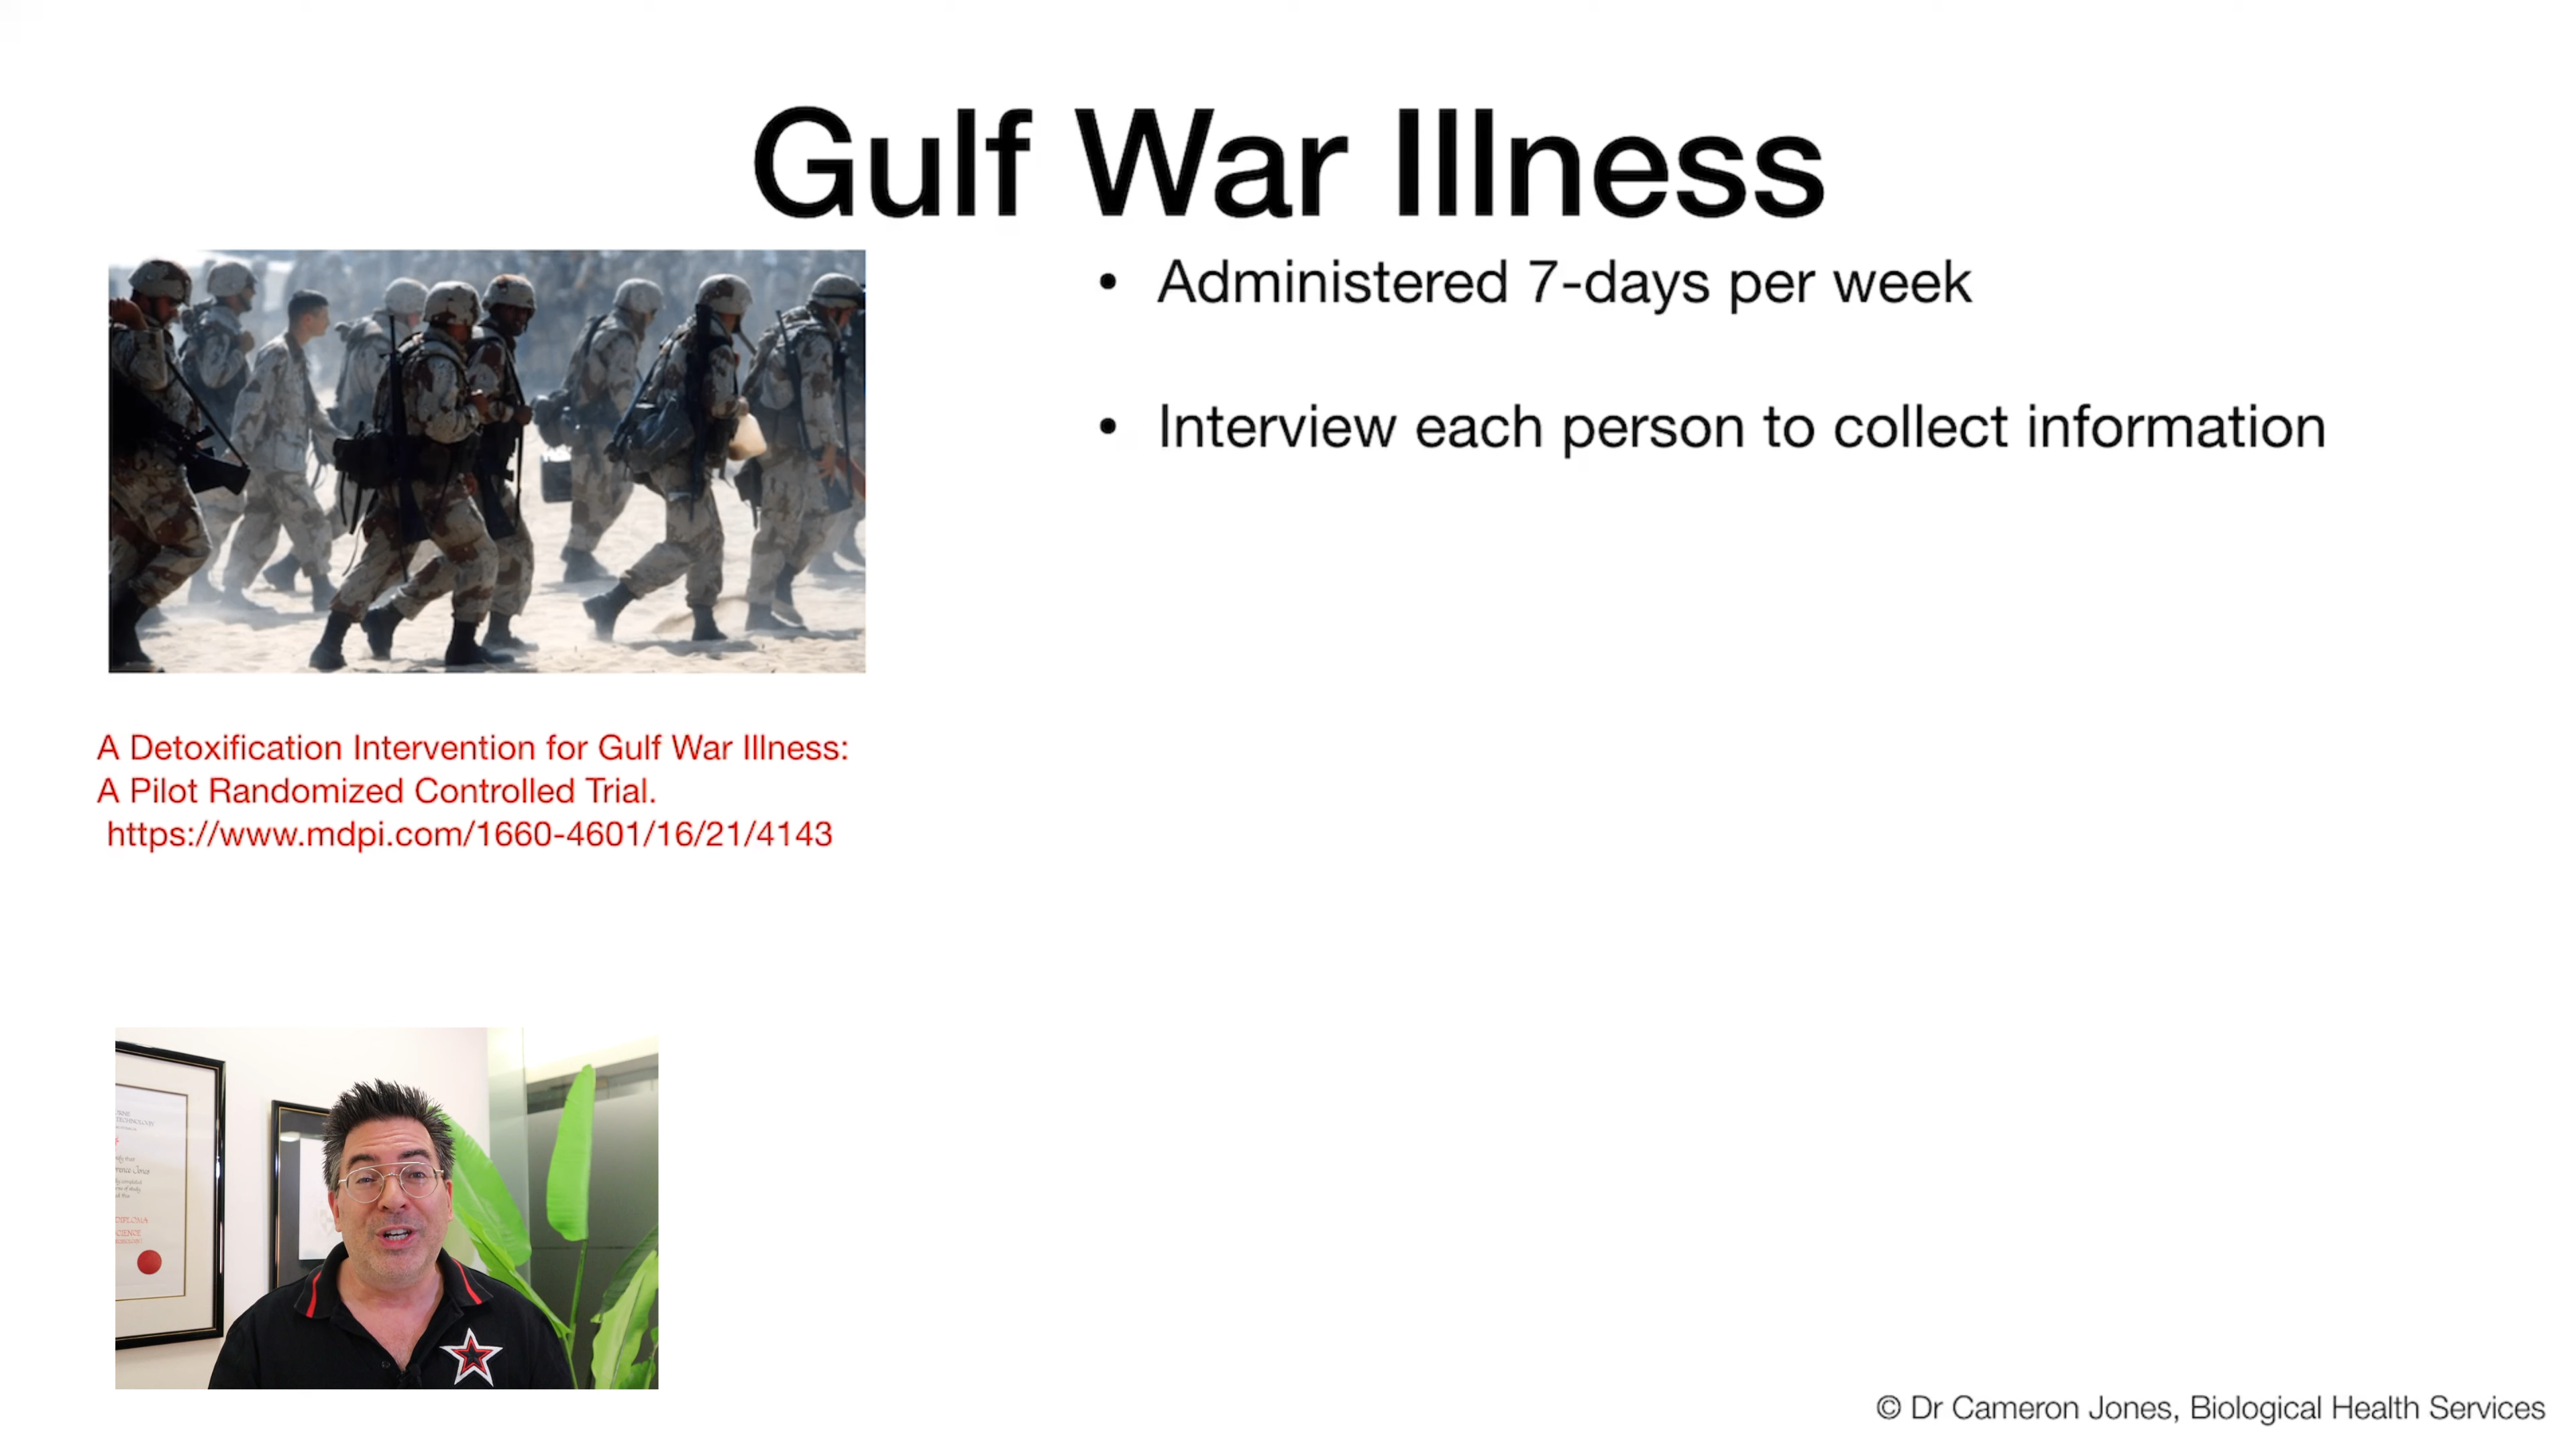 Gulf War Illness
• Administered 7-days per week
• Interview each person to collect information
A Detoxification Intervention for Gulf War Illness:
A Pilot Randomized Controlled Trial.
https://www.mdpi.com/1660-4601/16/21/4143
TECHNOLOGY
DIPLOMA
© Dr Cameron Jones, Biological Health Services